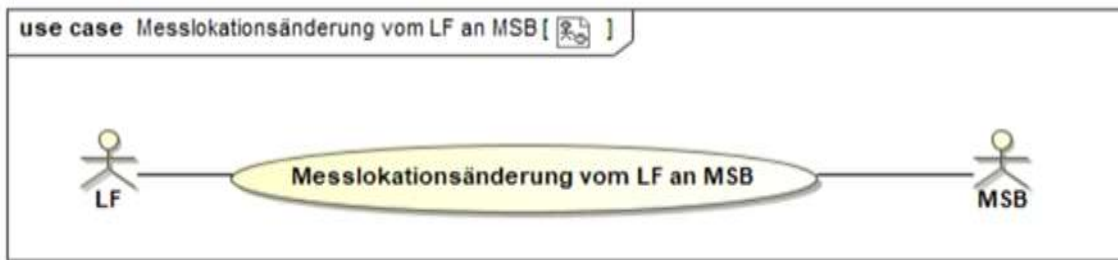 use case Messlokationsänderung vom LF an MSB [ ]
Messlokationsänderung vom LF an MSB
LF
MSB